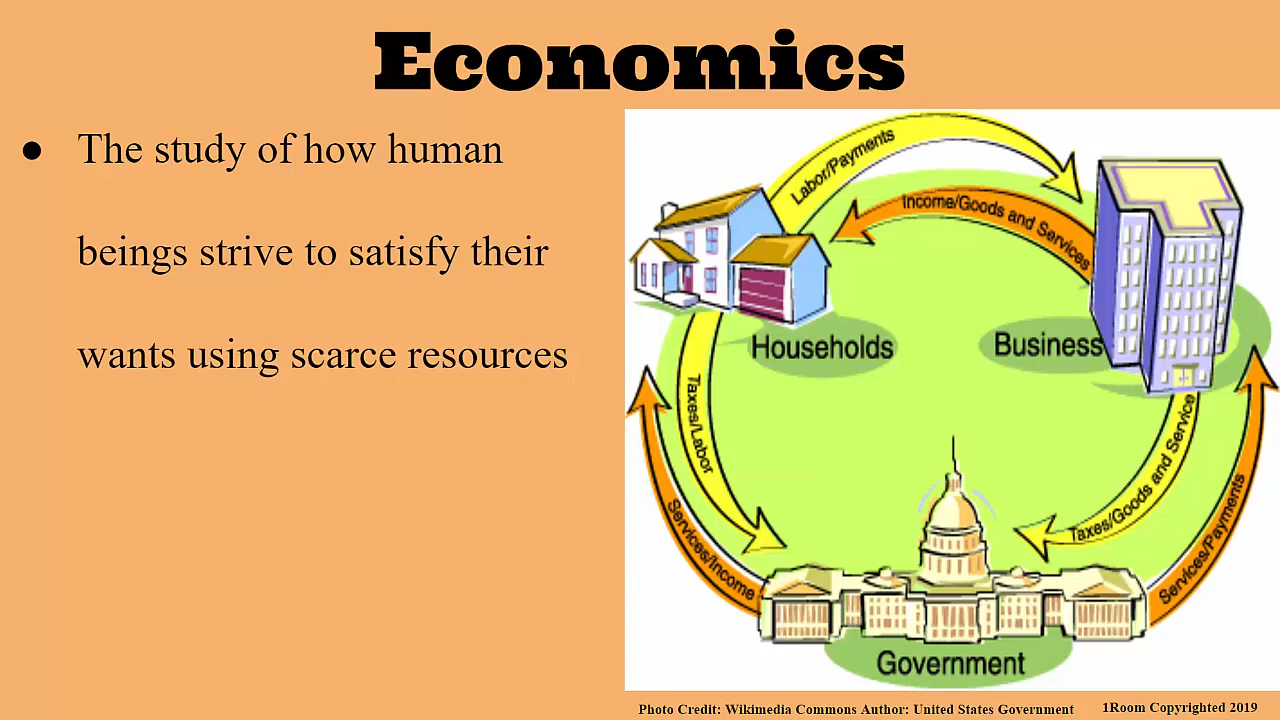 Economics
● The study of how human
beings strive to satisfy their
wants using scarce resources
Labor/Payments
Income/Goods and Services
Households
Business
Taxes/Labor
Services/Income
Taxes/Goods and Service
Services/Payments
Government
Photo Credit: Wikimedia Commons Author: United States Government
1Room Copyrighted 2019